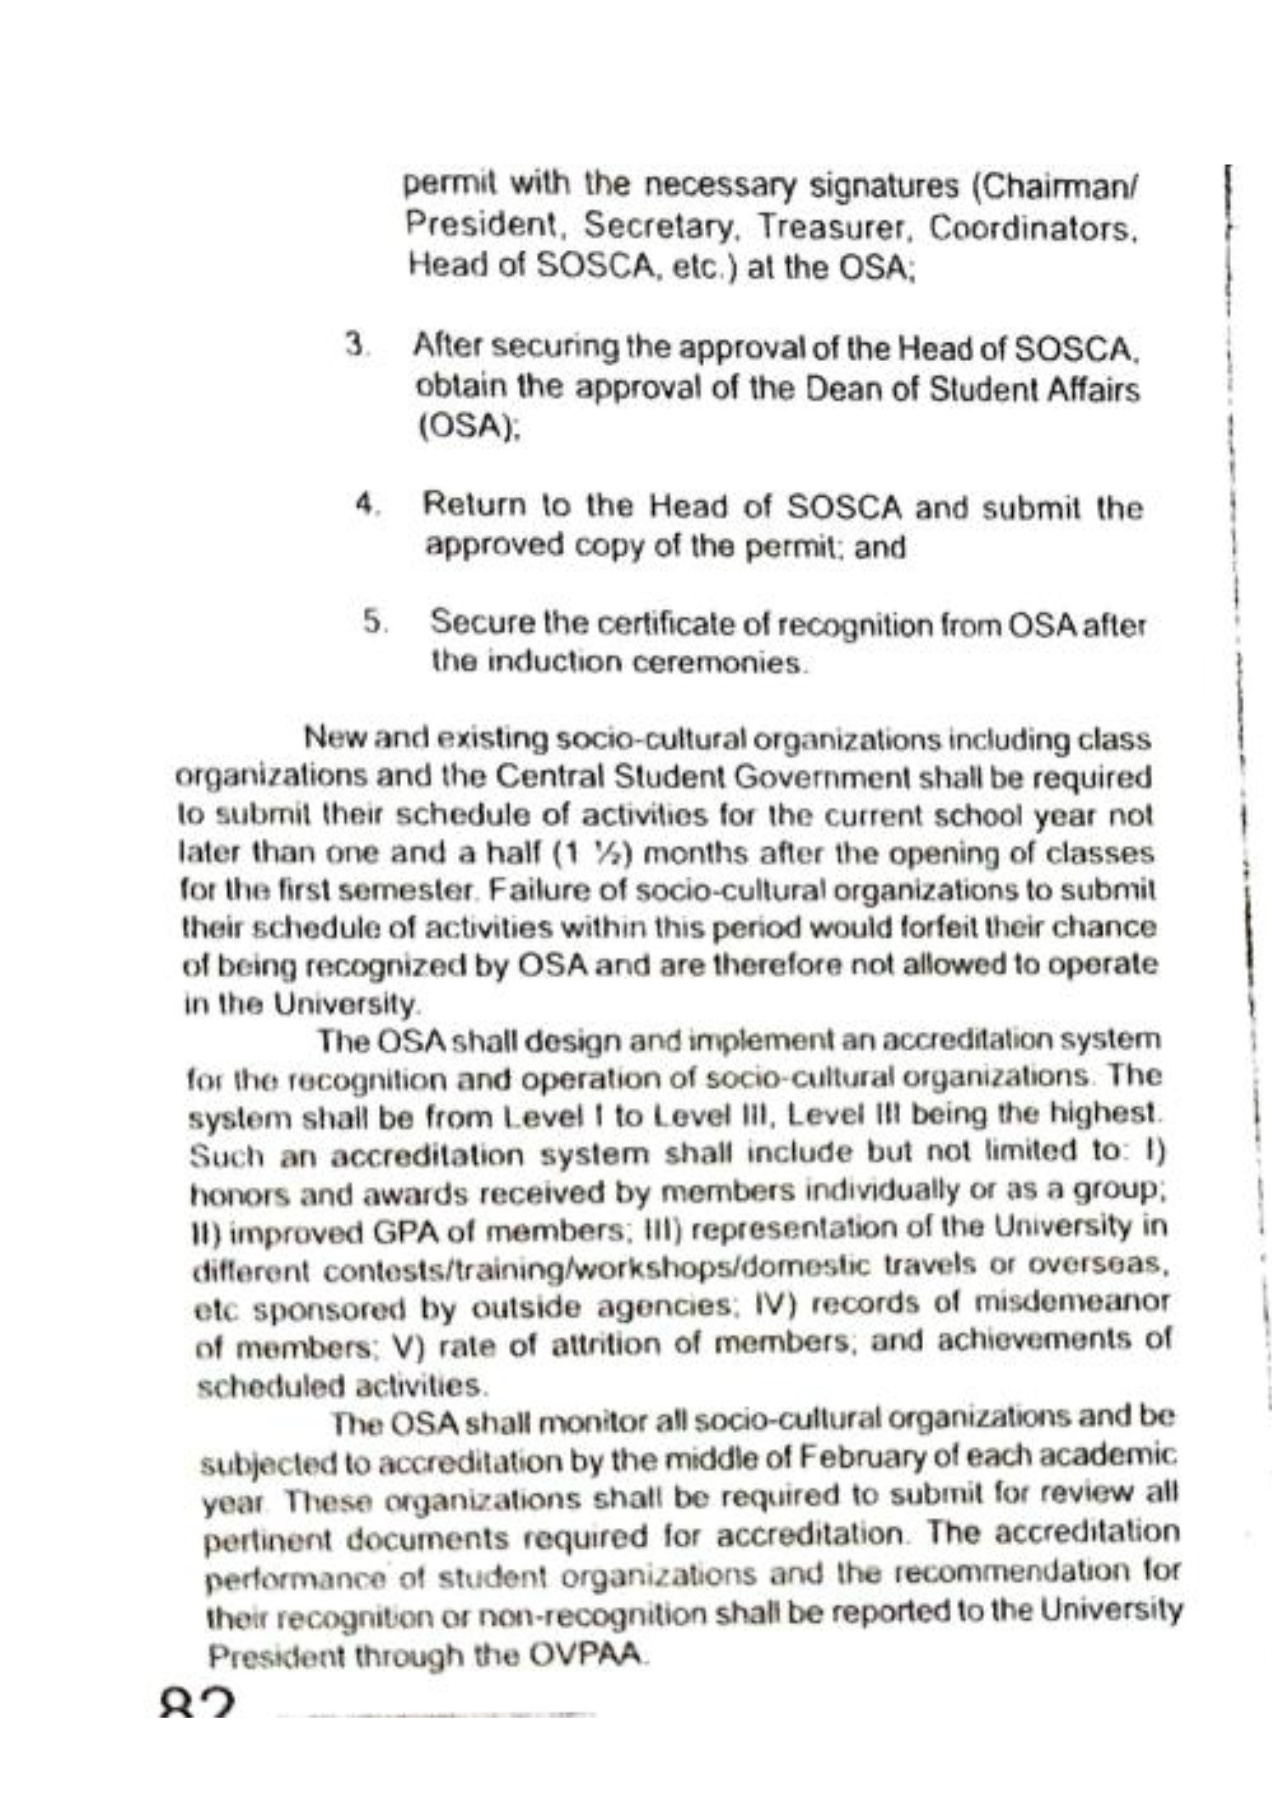 permit with the necessary signatures (Chairman/
President, Secretary, Treasurer, Coordinators,
Head of SOSCA, etc.) at the OSA;
3. After securing the approval of the Head of SOSCA,
obtain the approval of the Dean of Student Affairs
(OSA);
4. Return to the Head of SOSCA and submit the
approved copy of the permit; and
5. Secure the certificate of recognition from OSA after
the induction ceremonies.
New and existing socio-cultural organizations including class
organizations and the Central Student Government shall be required
to submit their schedule of activities for the current school year not
later than one and a half (1 ½) months after the opening of classes
for the first semester. Failure of socio-cultural organizations to submit
their schedule of activities within this period would forfeit their chance
of being recognized by OSA and are therefore not allowed to operate
in the University.
The OSA shall design and implement an accreditation system
for the recognition and operation of socio-cultural organizations. The
system shall be from Level I to Level III, Level III being the highest.
Such an accreditation system shall include but not limited to: I)
honors and awards received by members individually or as a group;
II) improved GPA of members; III) representation of the University in
different contests/training/workshops/domestic travels or overseas,
etc sponsored by outside agencies; IV) records of misdemeanor
of members; V) rate of attrition of members; and achievements of
scheduled activities.
The OSA shall monitor all socio-cultural organizations and be
subjected to accreditation by the middle of February of each academic
year. These organizations shall be required to submit for review all
pertinent documents required for accreditation. The accreditation
performance of student organizations and the recommendation for
their recognition or non-recognition shall be reported to the University
President through the OVPAA.
82